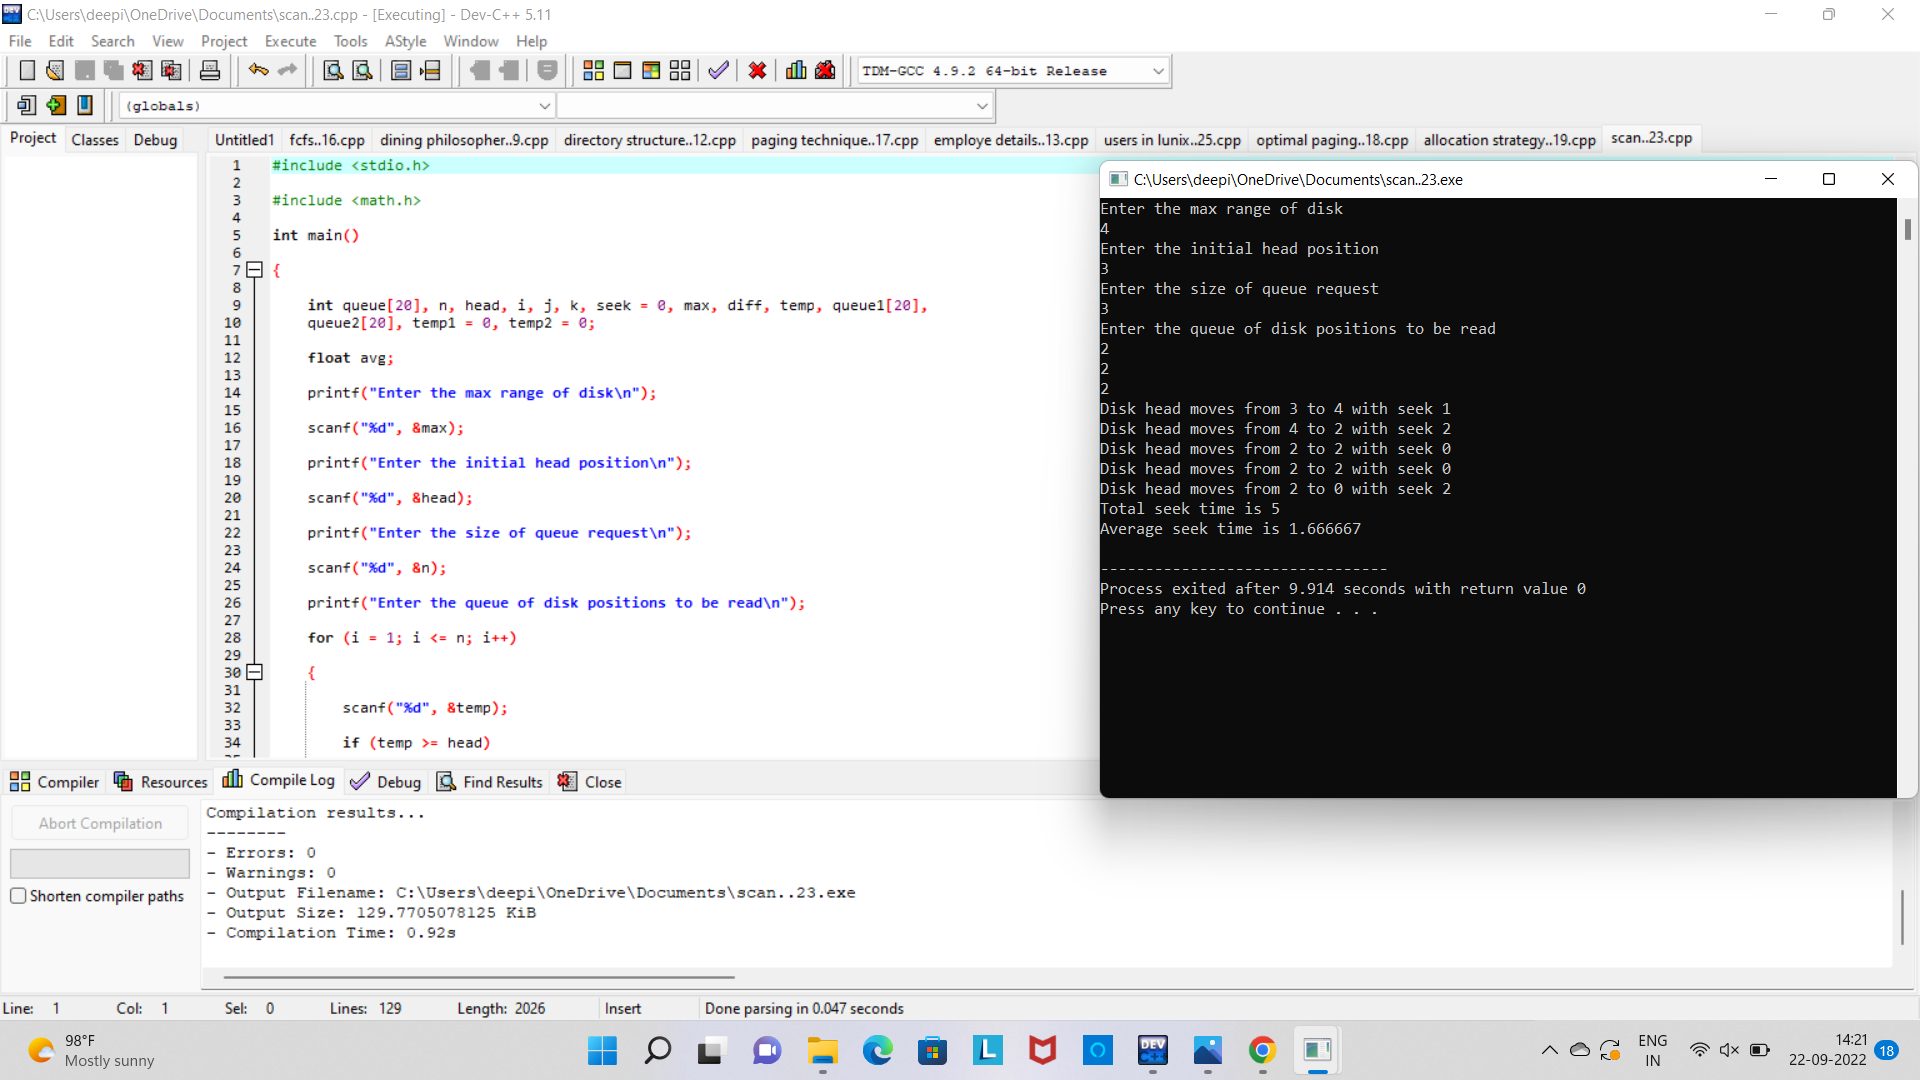 C:\Users\deepi\OneDrive\Documents\scan..23.cpp - [Executing] - Dev-C++ 5.11
File Edit Search View Project Execute Tools AStyle Window Help
TDM-GCC 4.9.2 64-bit Release
(globals)
Project Classes Debug
Untitled1 fcfs..16.cpp dining philosopher..9.cpp directory structure..12.cpp paging technique..17.cpp employe details..13.cpp users in lunix..25.cpp optimal paging..18.cpp allocation strategy..19.cpp scan..23.cpp
1 #include <stdio.h>
2
3 #include <math.h>
4
5 int main()
6
7 {
8
9 int queue[20], n, head, i, j, k, seek = 0, max, diff, temp, queue1[20],
10 queue2[20], temp1 = 0, temp2 = 0;
11
12 float avg;
13
14 printf("Enter the max range of disk\n");
15
16 scanf("%d", &max);
17
18 printf("Enter the initial head position\n");
19
20 scanf("%d", &head);
21
22 printf("Enter the size of queue request\n");
23
24 scanf("%d", &n);
25
26 printf("Enter the queue of disk positions to be read\n");
27
28 for (i = 1; i <= n; i++)
29
30 {
31
32 scanf("%d", &temp);
33
34 if (temp >= head)
C:\Users\deepi\OneDrive\Documents\scan..23.exe
Enter the max range of disk
4
Enter the initial head position
3
Enter the size of queue request
3
Enter the queue of disk positions to be read
2
2
2
Disk head moves from 3 to 4 with seek 1
Disk head moves from 4 to 2 with seek 2
Disk head moves from 2 to 2 with seek 0
Disk head moves from 2 to 2 with seek 0
Disk head moves from 2 to 0 with seek 2
Total seek time is 5
Average seek time is 1.666667
--------------------------------
Process exited after 9.914 seconds with return value 0
Press any key to continue . . .
Compiler Resources Compile Log Debug Find Results Close
Abort Compilation
Shorten compiler paths
Compilation results...
--------
- Errors: 0
- Warnings: 0
- Output Filename: C:\Users\deepi\OneDrive\Documents\scan..23.exe
- Output Size: 129.7705078125 KiB
- Compilation Time: 0.92s
Line: 1 Col: 1 Sel: 0 Lines: 129 Length: 2026 Insert Done parsing in 0.047 seconds
98°F
Mostly sunny
DEV
L
ENG
IN
14:21
22-09-2022
18